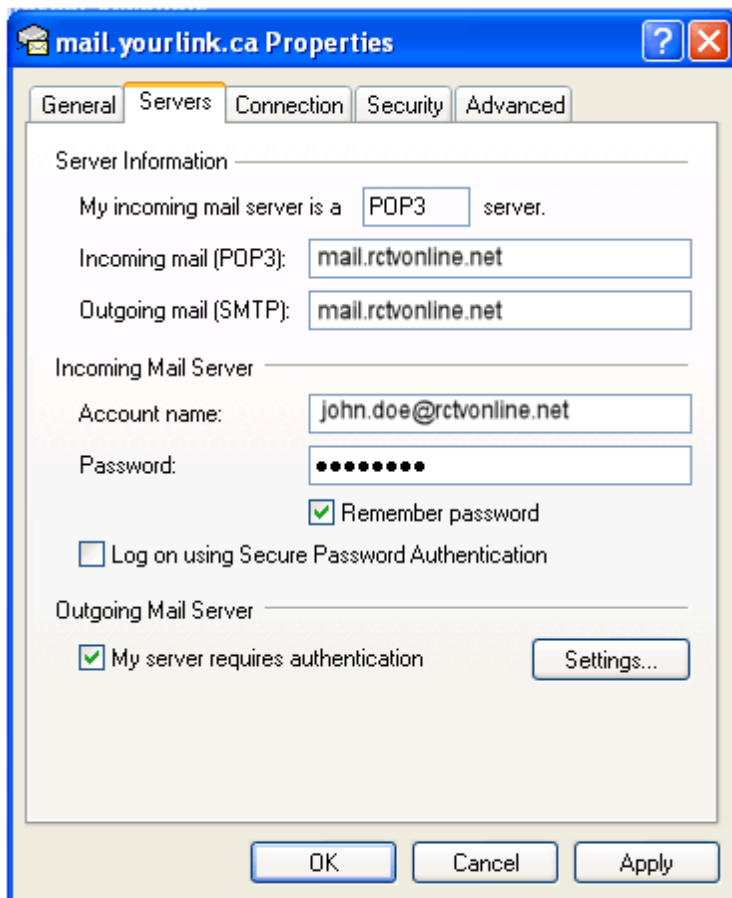 mail.yourlink.ca Properties
General Servers Connection Security Advanced
Server Information
My incoming mail server is a POP3 server.
Incoming mail (POP3): mail.rctvonline.net
Outgoing mail (SMTP): mail.rctvonline.net
Incoming Mail Server
Account name: john.doe@rctvonline.net
Password: ●●●●●●●●
Remember password
Log on using Secure Password Authentication
Outgoing Mail Server
My server requires authentication Settings...
OK Cancel Apply